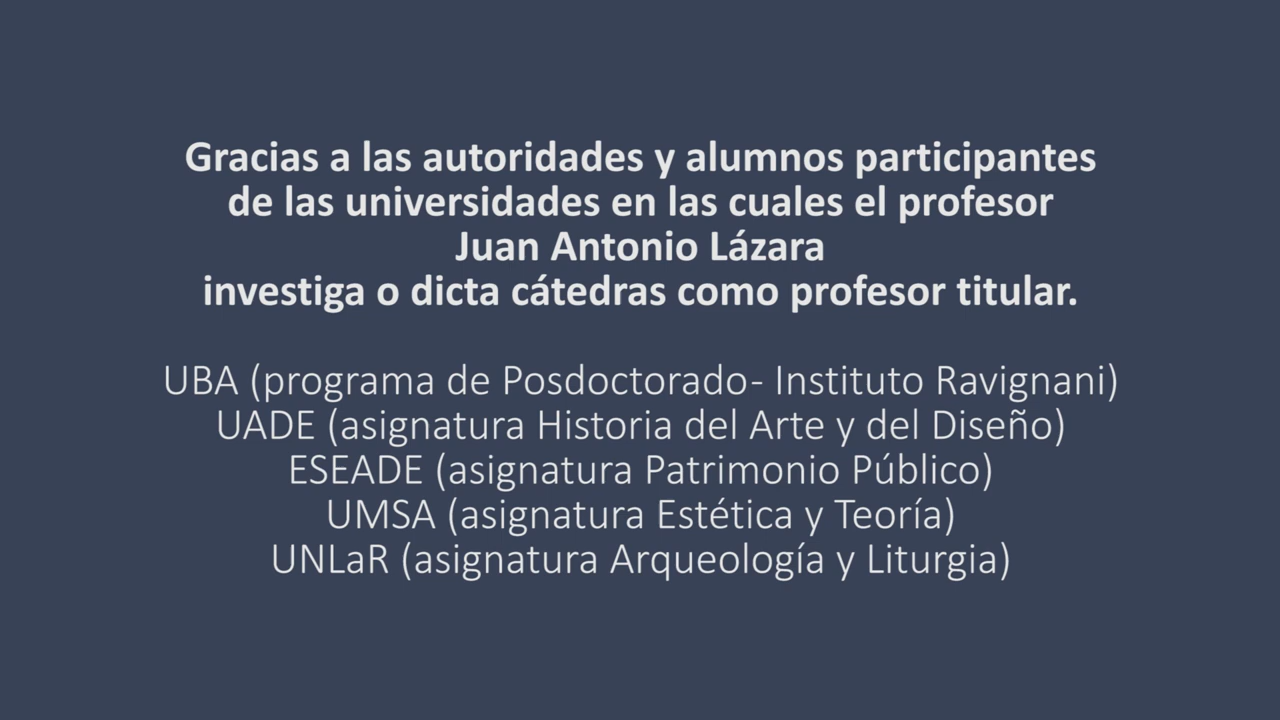 Gracias a las autoridades y alumnos participantes
de las universidades en las cuales el profesor
Juan Antonio Lázara
investiga o dicta cátedras como profesor titular.
UBA (programa de Posdoctorado- Instituto Ravignani)
UADE (asignatura Historia del Arte y del Diseño)
ESEADE (asignatura Patrimonio Público)
UMSA (asignatura Estética y Teoría)
UNLaR (asignatura Arqueología y Liturgia)